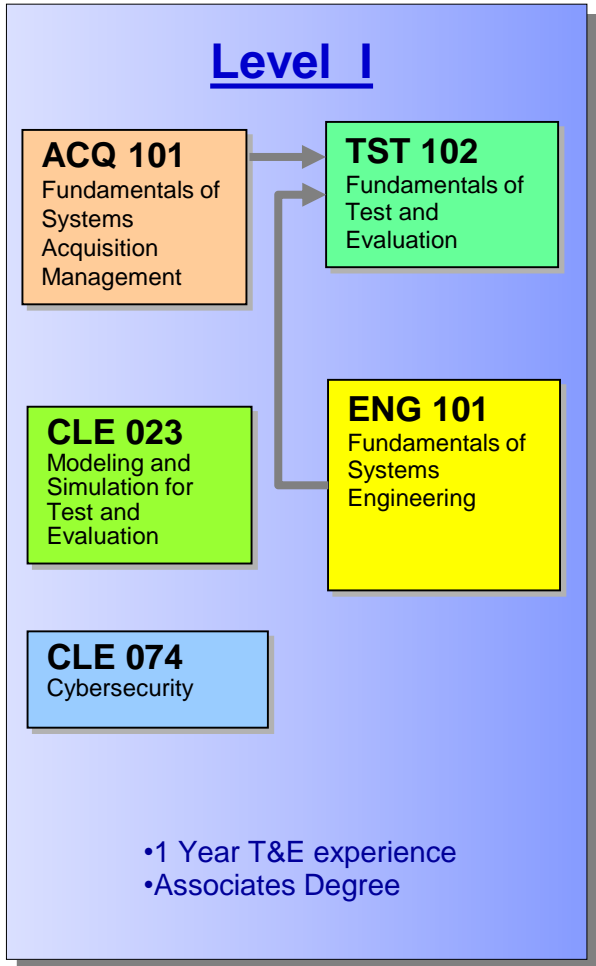 Level I
ACQ 101
Fundamentals of
Systems
Acquisition
Management
TST 102
Fundamentals of
Test and
Evaluation
CLE 023
Modeling and
Simulation for
Test and
Evaluation
ENG 101
Fundamentals of
Systems
Engineering
CLE 074
Cybersecurity
•1 Year T&E experience
•Associates Degree